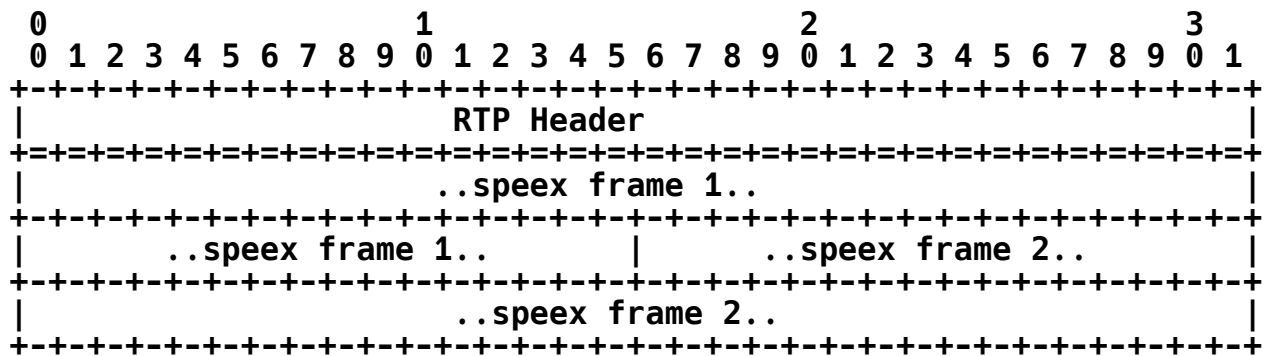 0                   1                   2                   3
 0 1 2 3 4 5 6 7 8 9 0 1 2 3 4 5 6 7 8 9 0 1 2 3 4 5 6 7 8 9 0 1
+-+-+-+-+-+-+-+-+-+-+-+-+-+-+-+-+-+-+-+-+-+-+-+-+-+-+-+-+-+-+-+-+
|                      RTP Header                               |
+=+=+=+=+=+=+=+=+=+=+=+=+=+=+=+=+=+=+=+=+=+=+=+=+=+=+=+=+=+=+=+=+
|                     ..speex frame 1..                         |
+-+-+-+-+-+-+-+-+-+-+-+-+-+-+-+-+-+-+-+-+-+-+-+-+-+-+-+-+-+-+-+-+
|       ..speex frame 1..       |      ..speex frame 2..        |
+-+-+-+-+-+-+-+-+-+-+-+-+-+-+-+-+-+-+-+-+-+-+-+-+-+-+-+-+-+-+-+-+
|                      ..speex frame 2..                        |
+-+-+-+-+-+-+-+-+-+-+-+-+-+-+-+-+-+-+-+-+-+-+-+-+-+-+-+-+-+-+-+-+